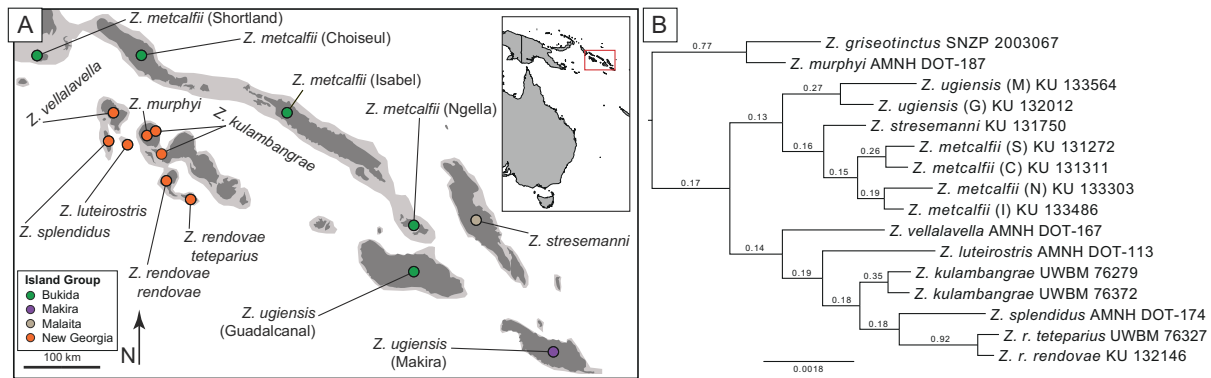 A
Z. metcalfii (Shortland)
Z. metcalfii (Choiseul)
Z. metcalfii (Isabel)
Z. metcalfii (Ngella)
Z. vellalavella
Z. murphyi
Z. kulambangrae
Z. luteirostris
Z. splendidus
Z. rendovae
teteparius
Z. rendovae
rendovae
Z. stresemanni
Z. ugiensis
(Guadalcanal)
Z. ugiensis
(Makira)
Island Group
Bukida
Makira
Malaita
New Georgia
100 km
N
B
0.77
Z. griseotinctus SNZP 2003067
Z. murphyi AMNH DOT-187
0.27
Z. ugiensis (M) KU 133564
Z. ugiensis (G) KU 132012
0.13
Z. stresemanni KU 131750
0.16
0.26
Z. metcalfii (S) KU 131272
Z. metcalfii (C) KU 131311
0.15
0.19
Z. metcalfii (N) KU 133303
Z. metcalfii (I) KU 133486
0.17
Z. vellalavella AMNH DOT-167
0.14
Z. luteirostris AMNH DOT-113
0.19
0.35
Z. kulambangrae UWBM 76279
Z. kulambangrae UWBM 76372
0.18
Z. splendidus AMNH DOT-174
0.18
0.92
Z. r. teteparius UWBM 76327
Z. r. rendovae KU 132146
0.0018